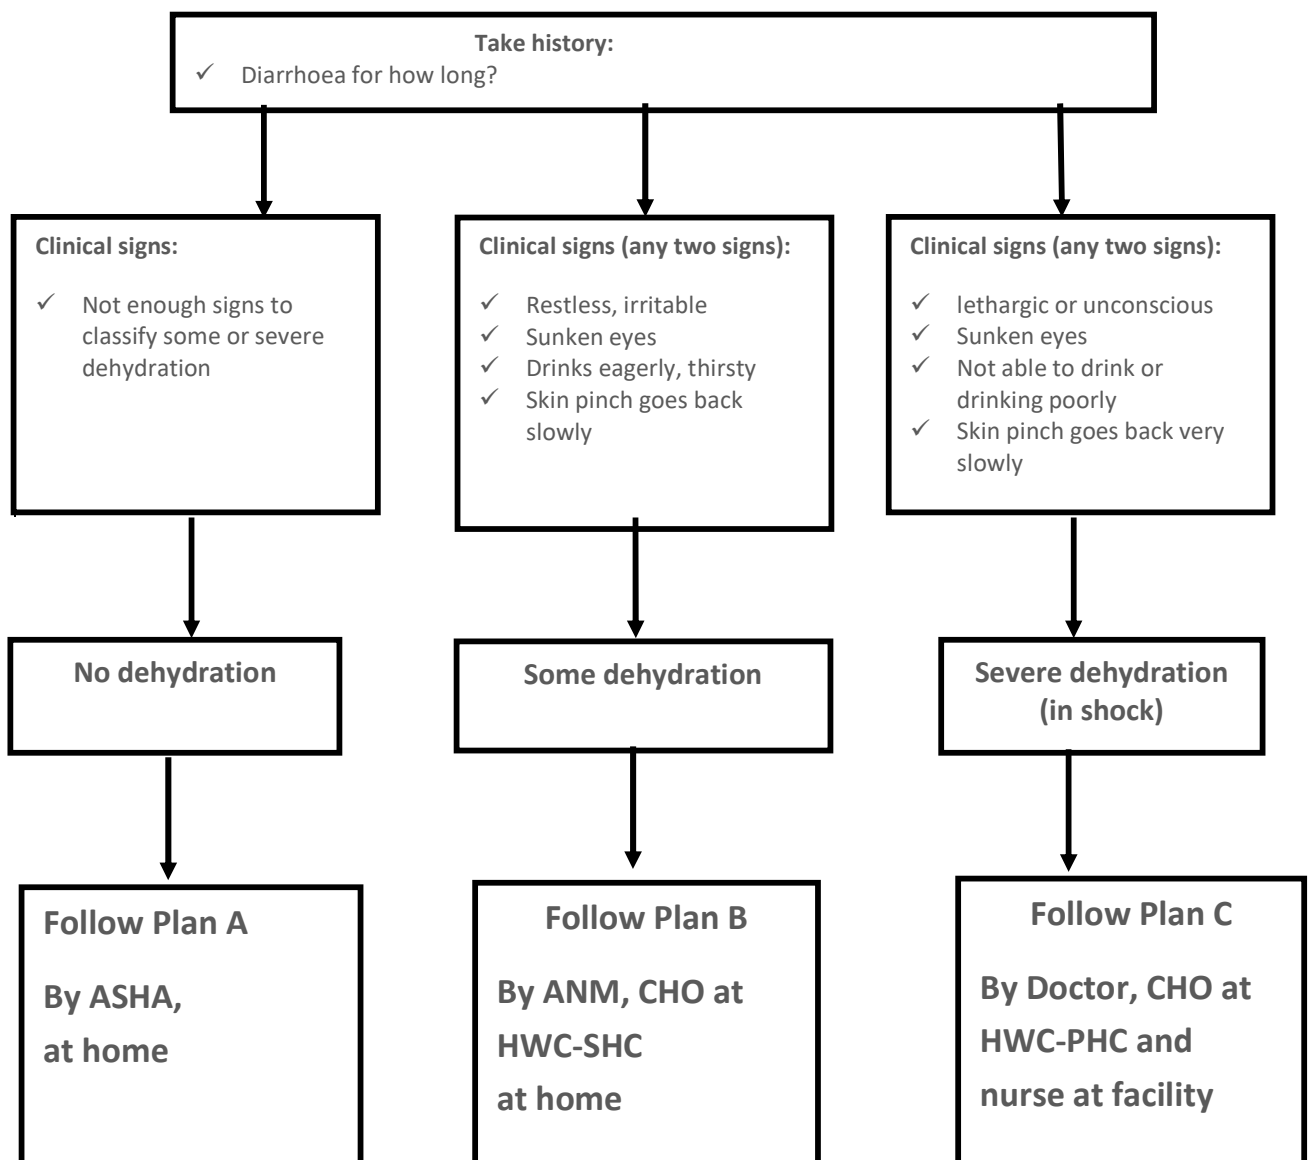 Take history:
✓ Diarrhoea for how long?
Clinical signs:
✓ Not enough signs to
classify some or severe
dehydration
Clinical signs (any two signs):
✓ Restless, irritable
✓ Sunken eyes
✓ Drinks eagerly, thirsty
✓ Skin pinch goes back
slowly
Clinical signs (any two signs):
✓ lethargic or unconscious
✓ Sunken eyes
✓ Not able to drink or
drinking poorly
✓ Skin pinch goes back very
slowly
No dehydration
Some dehydration
Severe dehydration
(in shock)
Follow Plan A
By ASHA,
at home
Follow Plan B
By ANM, CHO at
HWC-SHC
at home
Follow Plan C
By Doctor, CHO at
HWC-PHC and
nurse at facility